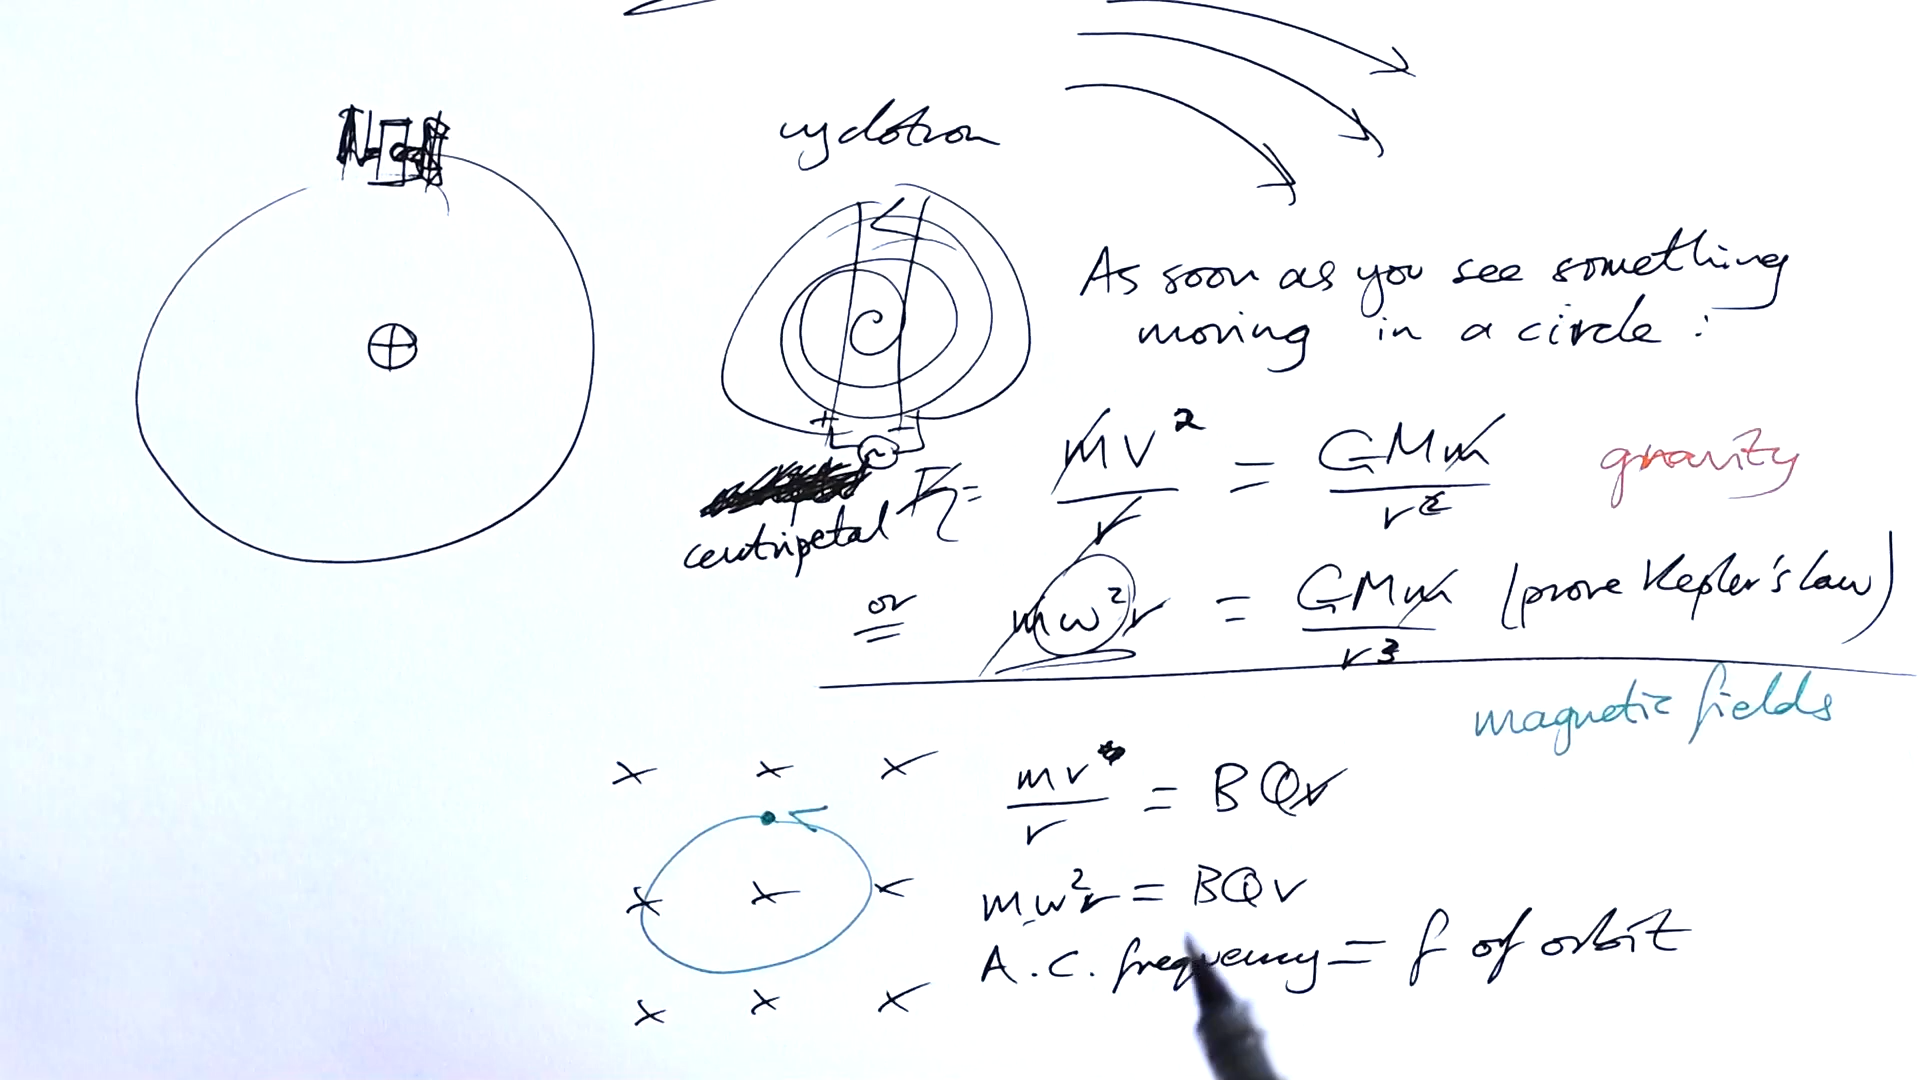 cyclotron
As soon as you see something
moving in a circle :
+ −
~
centripetal F = mv²/r = GMm/r² gravity
or mω²r = GMm/r³ (prove Kepler's law)
magnetic fields
x x x
mv/r = BQv
x x x
mω²r = BQv
A.C. frequency = f of orbit
x x x